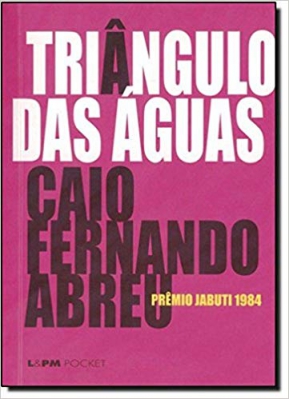 TRIÂNGULO
DAS ÁGUAS
CAIO
FERNANDO
ABREU
PRÊMIO JABUTI 1984
L&PM POCKET